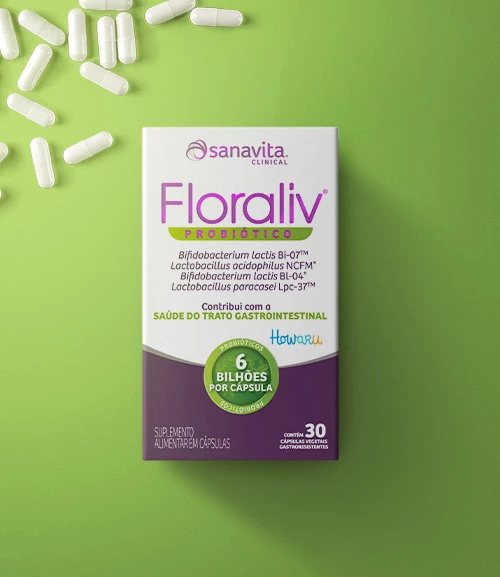 sanavita.
CLINICAL
Floraliv®
PROBIÓTICO
Bifidobacterium lactis Bi-07™
Lactobacillus acidophilus NCFM®
Bifidobacterium lactis Bl-04®
Lactobacillus paracasei Lpc-37™
Contribui com a
SAÚDE DO TRATO GASTROINTESTINAL
Howaru
PROBIÓTICOS
6
BILHÕES
POR CÁPSULA
PROBIÓTICOS
SUPLEMENTO
ALIMENTAR EM CÁPSULAS
CONTÉM 30
CÁPSULAS VEGETAIS
GASTRORRESISTENTES